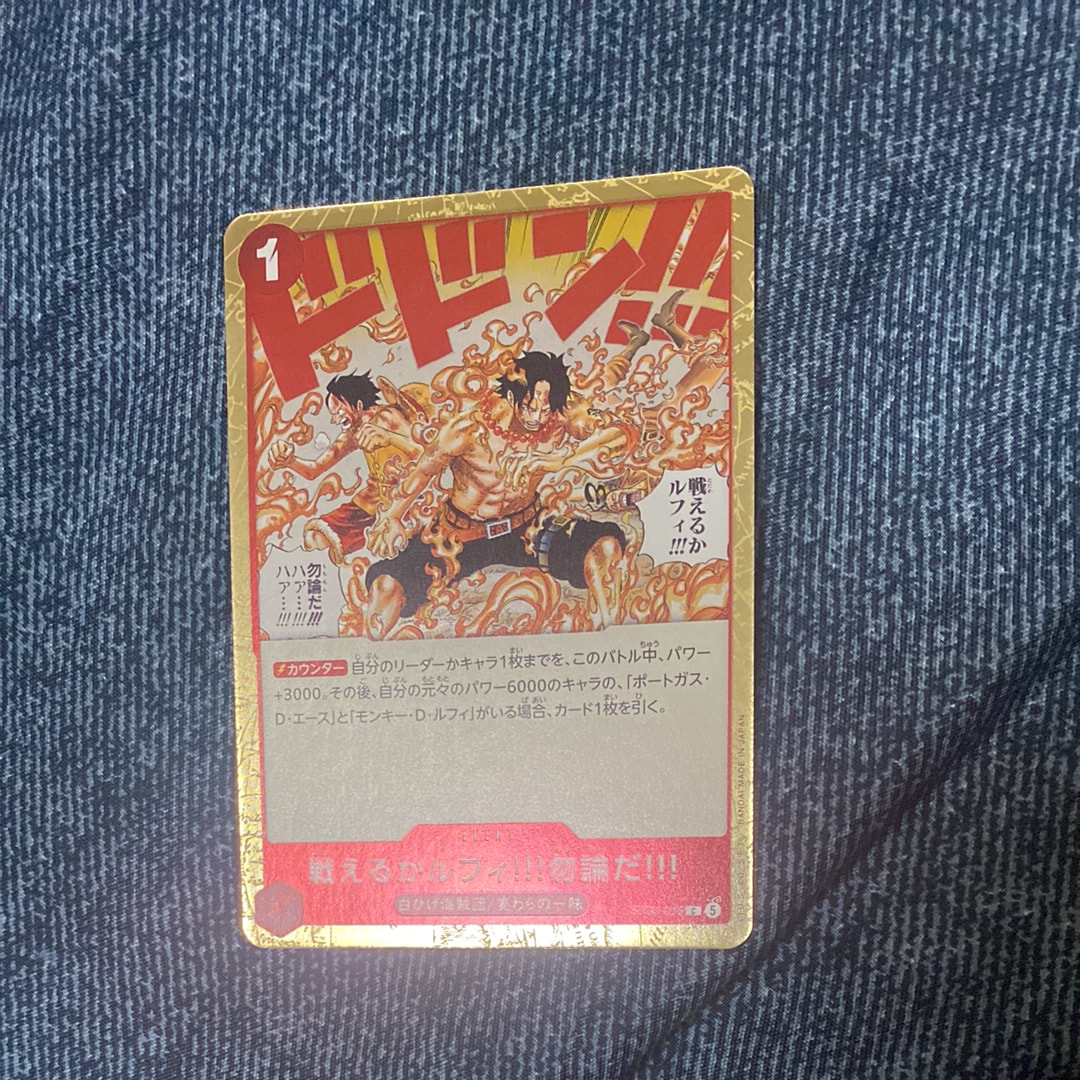 1
ドドン!!
戦えるか
ルフィ!!!
勿論だ!!!
ハァ…!!!
ハァ…!!!
カウンター 自分のリーダーかキャラ1枚までを、このバトル中、パワー
+3000。その後、自分の元々のパワー6000のキャラの、「ポートガス・
D・エース」と「モンキー・D・ルフィ」がいる場合、カード1枚を引く。
BANDAI MADE IN JAPAN
EVENT
戦えるかルフィ!!!勿論だ!!!
白ひげ海賊団/麦わらの一味
C 5